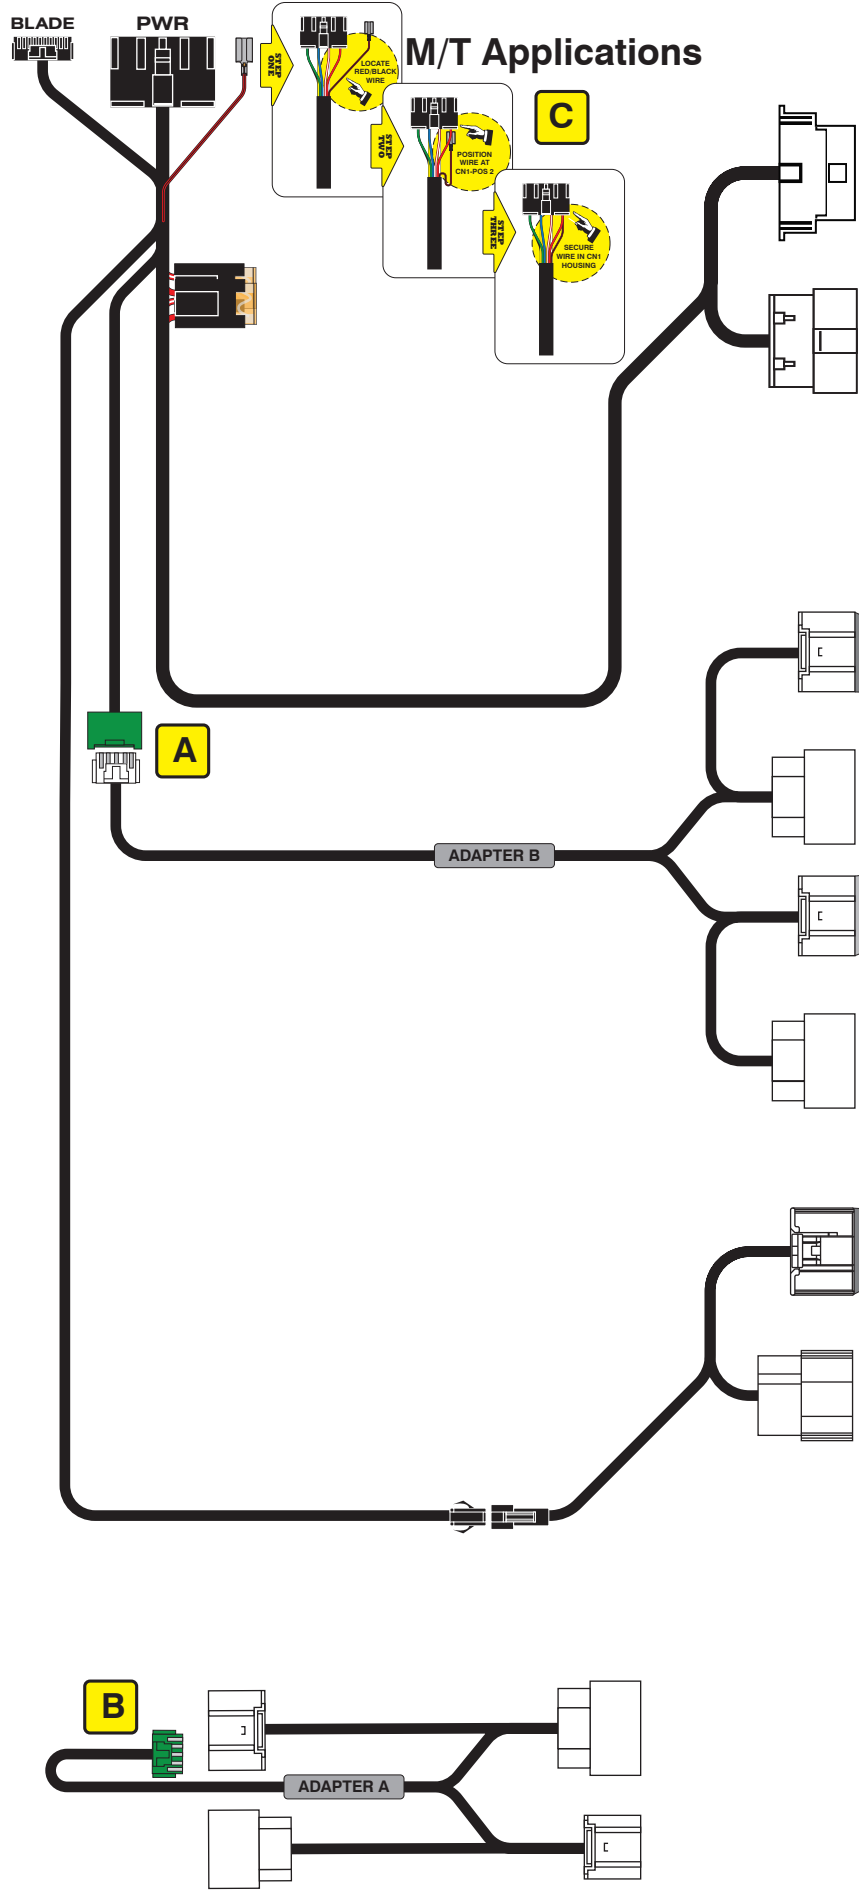 BLADE
PWR
M/T Applications
STEP
ONE
LOCATE
RED/BLACK
WIRE
C
STEP
TWO
POSITION
WIRE AT
CN1-POS 2
STEP
THREE
SECURE
WIRE IN CN1
HOUSING
A
ADAPTER B
B
ADAPTER A